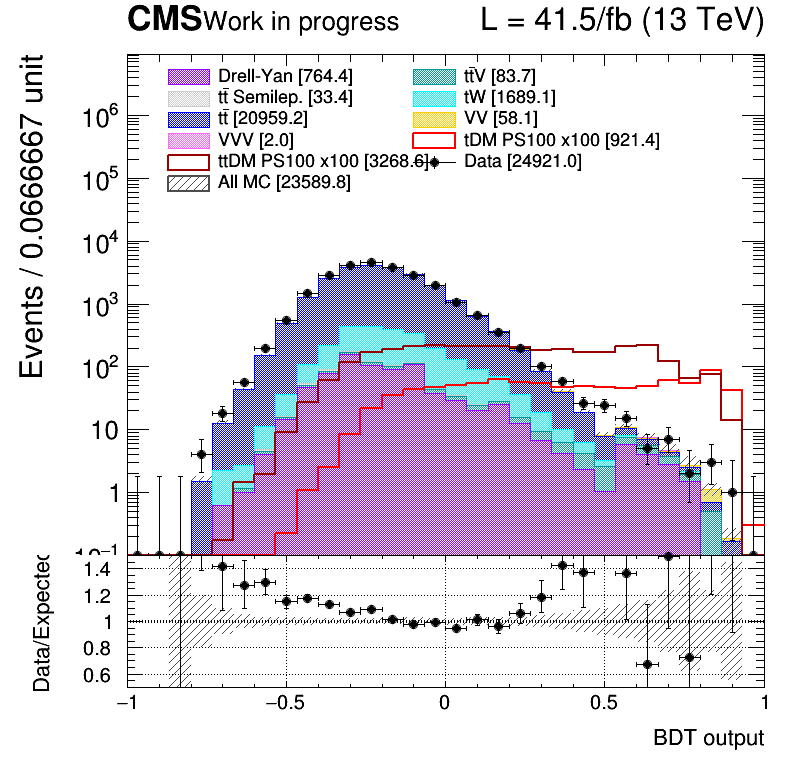 CMS Work in progress L = 41.5/fb (13 TeV)
Events / 0.0666667 unit
Drell-Yan [764.4] tt̄V [83.7]
tt̄ Semilep. [33.4] tW [1689.1]
tt̄ [20959.2] VV [58.1]
VVV [2.0] tDM PS100 x100 [921.4]
ttDM PS100 x100 [3268.6] Data [24921.0]
All MC [23589.8]
10⁶
10⁵
10⁴
10³
10²
10
1
10⁻¹
Data/Expected
1.4
1.2
1
0.8
0.6
−1 −0.5 0 0.5 1
BDT output